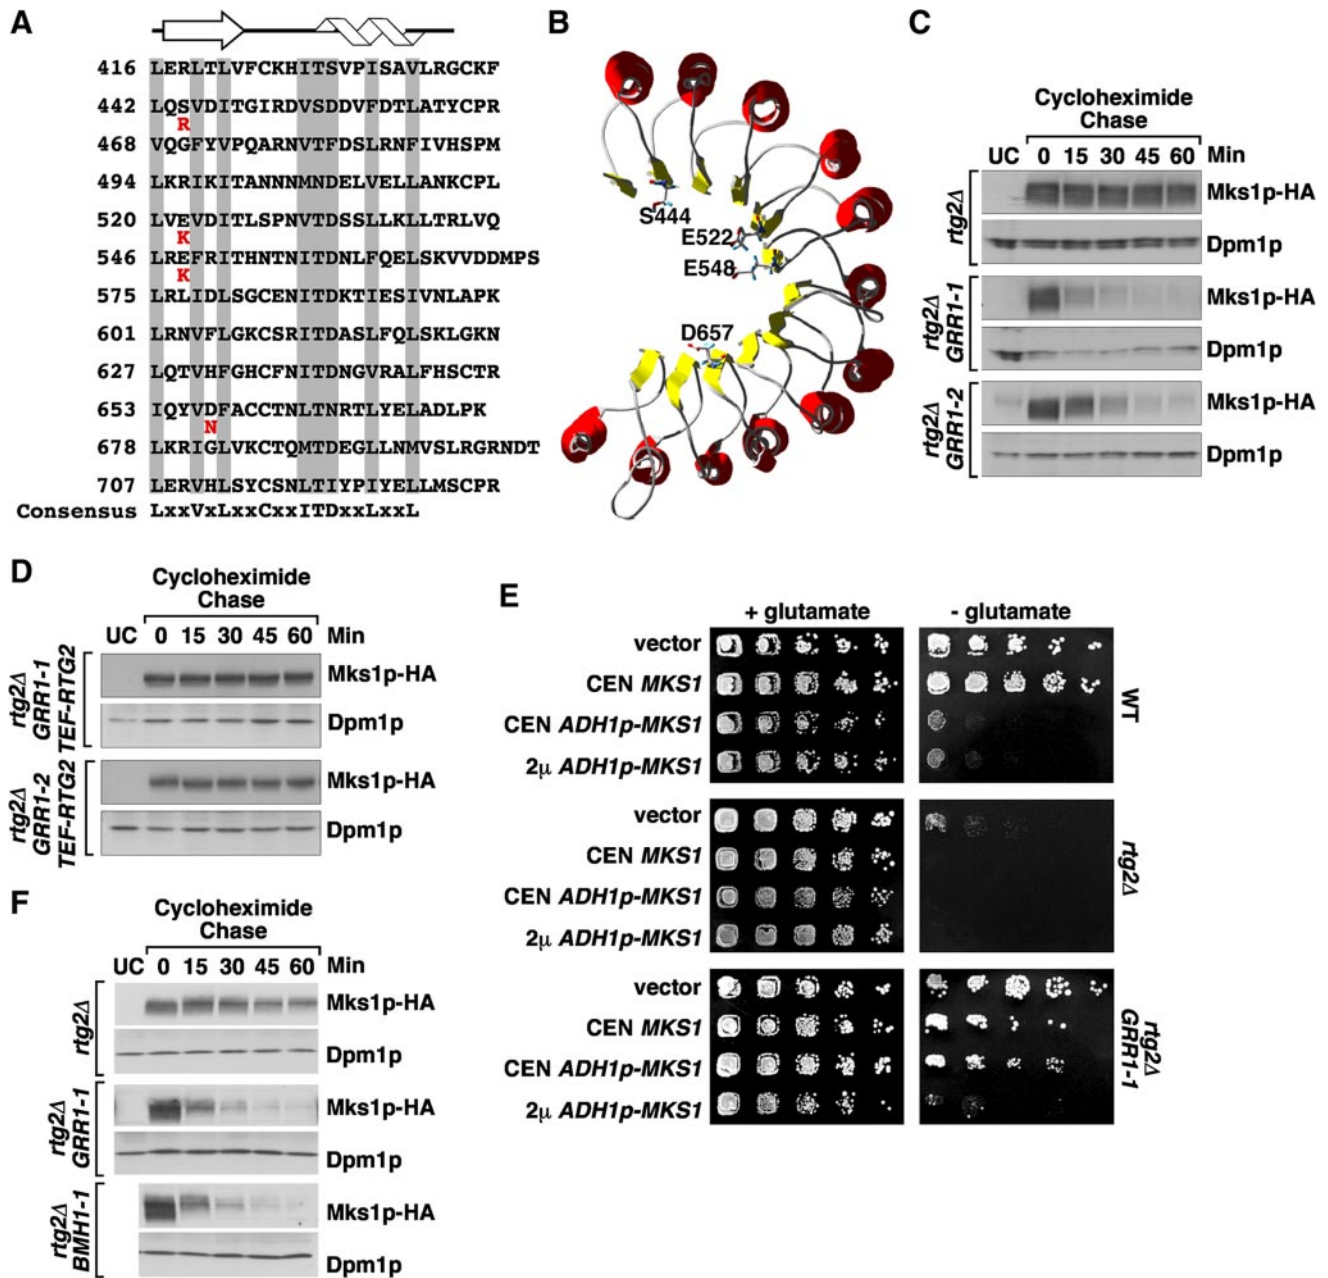 A
416 LERLTLVFCKHITSVPISAVLRGCKF
442 LQSVDITGIRDVSDDVFDTLATYCPR
R
468 VQGFYVPQARNVTFDSLRNFIVHSPM
494 LKRIKITANNNMNDELVELLANKCPL
520 LVEVDITLSPNVTDSSLLKLLTRLVQ
K
546 LREFRITHNTNITDNLFQELSKVVDDMPS
K
575 LRLIDLSGCENITDKTIESIVNLAPK
601 LRNVFLGKCSRITDASLFQLSKLGKN
627 LQTVHFGHCFNITDNGVRALFHSCTR
653 IQYVDFACCTNLTNRTLYELADLPK
N
678 LKRIGLVKCTQMTDEGLLNMVSLRGRNDT
707 LERVHLSYCSNLTIYPIYELLMSCPR
Consensus LxxVxLxxCxxITDxxLxxL
B
S444
E522
E548
D657
C
Cycloheximide
Chase
UC 0 15 30 45 60 Min
rtg2Δ
Mks1p-HA
Dpm1p
rtg2Δ
GRR1-1
Mks1p-HA
Dpm1p
rtg2Δ
GRR1-2
Mks1p-HA
Dpm1p
D
Cycloheximide
Chase
UC 0 15 30 45 60 Min
rtg2Δ
GRR1-1
TEF-RTG2
Mks1p-HA
Dpm1p
rtg2Δ
GRR1-2
TEF-RTG2
Mks1p-HA
Dpm1p
E
+ glutamate - glutamate
vector
CEN MKS1
CEN ADH1p-MKS1
2μ ADH1p-MKS1
WT
vector
CEN MKS1
CEN ADH1p-MKS1
2μ ADH1p-MKS1
rtg2Δ
vector
CEN MKS1
CEN ADH1p-MKS1
2μ ADH1p-MKS1
rtg2Δ
GRR1-1
F
Cycloheximide
Chase
UC 0 15 30 45 60 Min
rtg2Δ
Mks1p-HA
Dpm1p
rtg2Δ
GRR1-1
Mks1p-HA
Dpm1p
rtg2Δ
BMH1-1
Mks1p-HA
Dpm1p